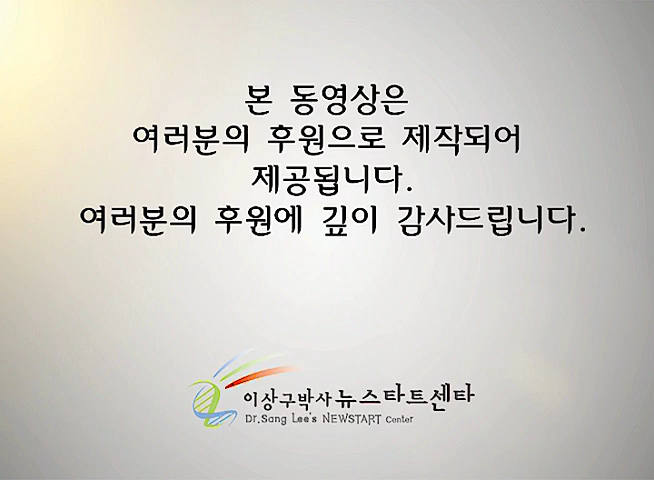 본 동영상은
여러분의 후원으로 제작되어
제공됩니다.
여러분의 후원에 깊이 감사드립니다.
이상구박사 뉴스타트센타
Dr.Sang Lee's NEWSTART Center